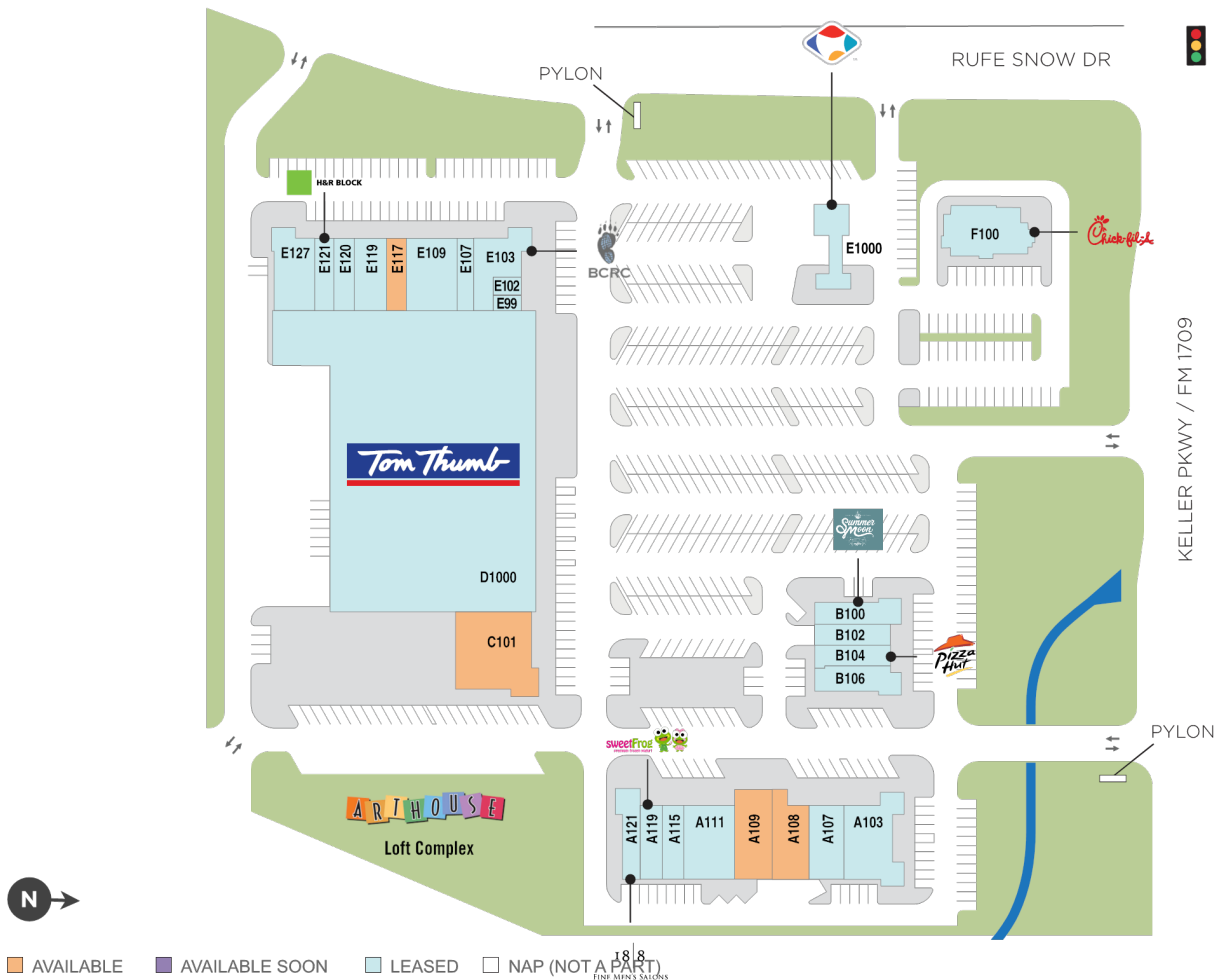 RUFE SNOW DR
PYLON
H&R BLOCK
E127
E121
E120
E119
E117
E109
E107
E103
E102
E99
BCRC
E1000
F100
Chick-fil-A
KELLER PKWY / FM 1709
Tom Thumb
D1000
C101
Summer
Moon
B100
B102
B104
B106
Pizza
Hut
PYLON
sweetFrog
ARTHOUSE
Loft Complex
A121
A119
A115
A111
A109
A108
A107
A103
N
18|8
FINE MEN'S SALONS
AVAILABLE
AVAILABLE SOON
LEASED
NAP (NOT A PART)